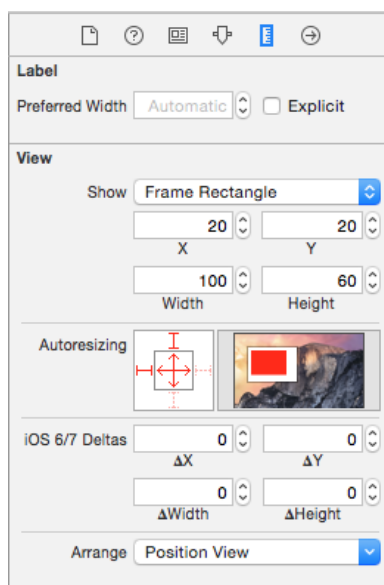 Label
Preferred Width Automatic Explicit
View
Show Frame Rectangle
20 20
X Y
100 60
Width Height
Autoresizing
iOS 6/7 Deltas 0 0
ΔX ΔY
0 0
ΔWidth ΔHeight
Arrange Position View